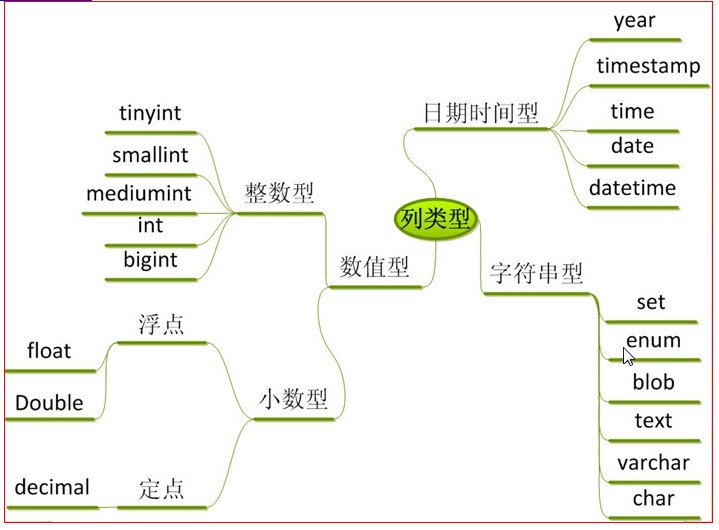 列类型
日期时间型
year
timestamp
time
date
datetime
数值型
整数型
tinyint
smallint
mediumint
int
bigint
小数型
浮点
float
Double
定点
decimal
字符串型
set
enum
blob
text
varchar
char